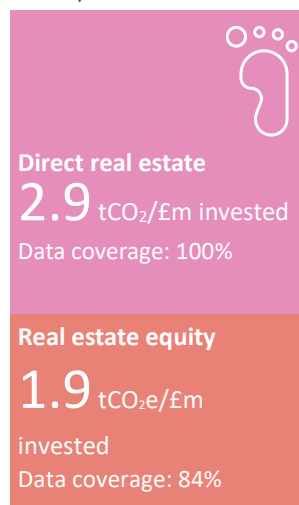 Direct real estate
2.9 tCO₂/£m invested
Data coverage: 100%
Real estate equity
1.9 tCO₂e/£m
invested
Data coverage: 84%